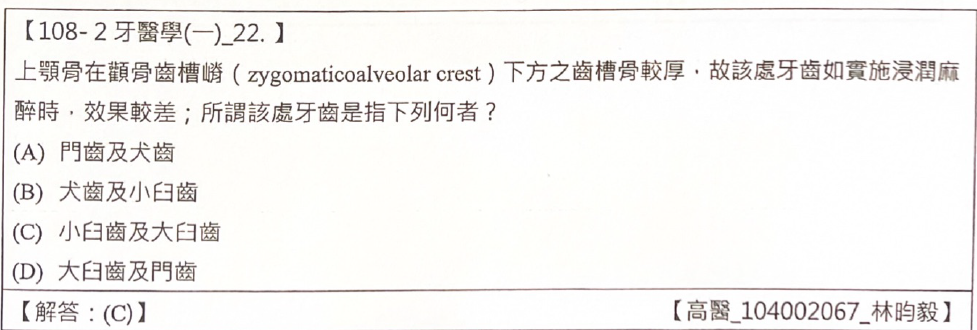 【108-2牙醫學(一)_22.】
上顎骨在顴骨齒槽嵴（zygomaticoalveolar crest）下方之齒槽骨較厚，故該處牙齒如實施浸潤麻
醉時，效果較差；所謂該處牙齒是指下列何者？
(A) 門齒及犬齒
(B) 犬齒及小臼齒
(C) 小臼齒及大臼齒
(D) 大臼齒及門齒
【解答：(C)】 【高醫_104002067_林昀毅】